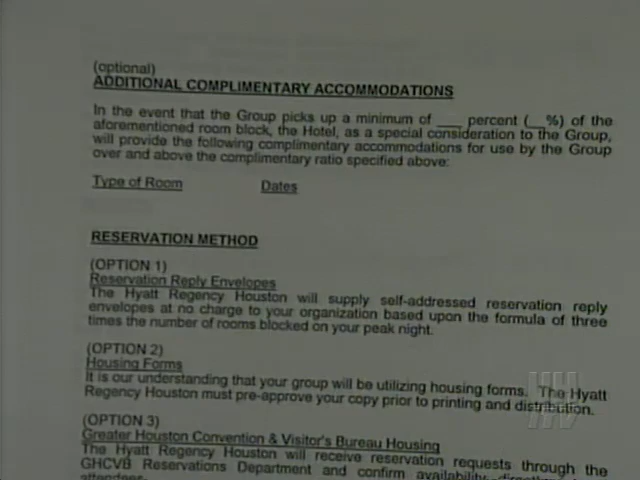 (optional)
ADDITIONAL COMPLIMENTARY ACCOMMODATIONS
In the event that the Group picks up a minimum of ___ percent (__%) of the
aforementioned room block, the Hotel, as a special consideration to the Group,
will provide the following complimentary accommodations for use by the Group
over and above the complimentary ratio specified above:
Type of Room Dates
RESERVATION METHOD
(OPTION 1)
Reservation Reply Envelopes
The Hyatt Regency Houston will supply self-addressed reservation reply
envelopes at no charge to your organization based upon the formula of three
times the number of rooms blocked on your peak night.
(OPTION 2)
Housing Forms
It is our understanding that your group will be utilizing housing forms. The Hyatt
Regency Houston must pre-approve your copy prior to printing and distribution.
(OPTION 3)
Greater Houston Convention & Visitor's Bureau Housing
The Hyatt Regency Houston will receive reservation requests through the
GHCVB Reservations Department and confirm availability